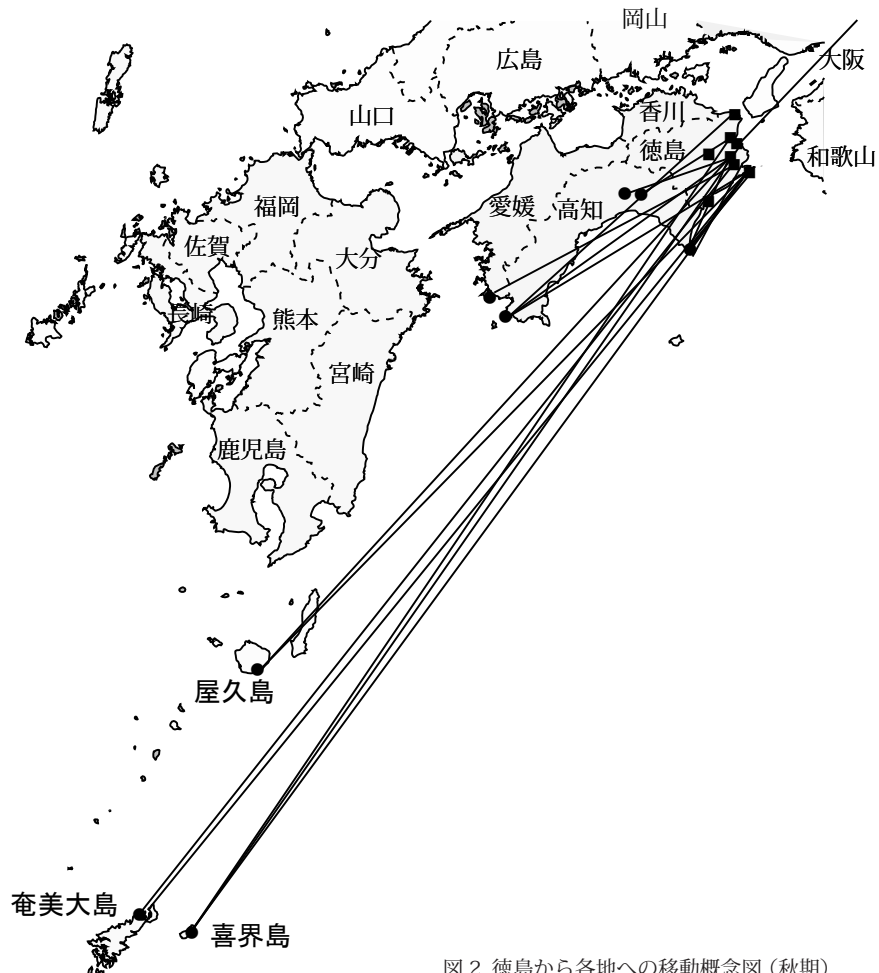 岡山
広島
大阪
山口
香川
徳島
和歌山
福岡
愛媛
高知
佐賀
大分
長崎
熊本
宮崎
鹿児島
屋久島
奄美大島
喜界島
図 2 徳島から各地への移動概念図（秋期）